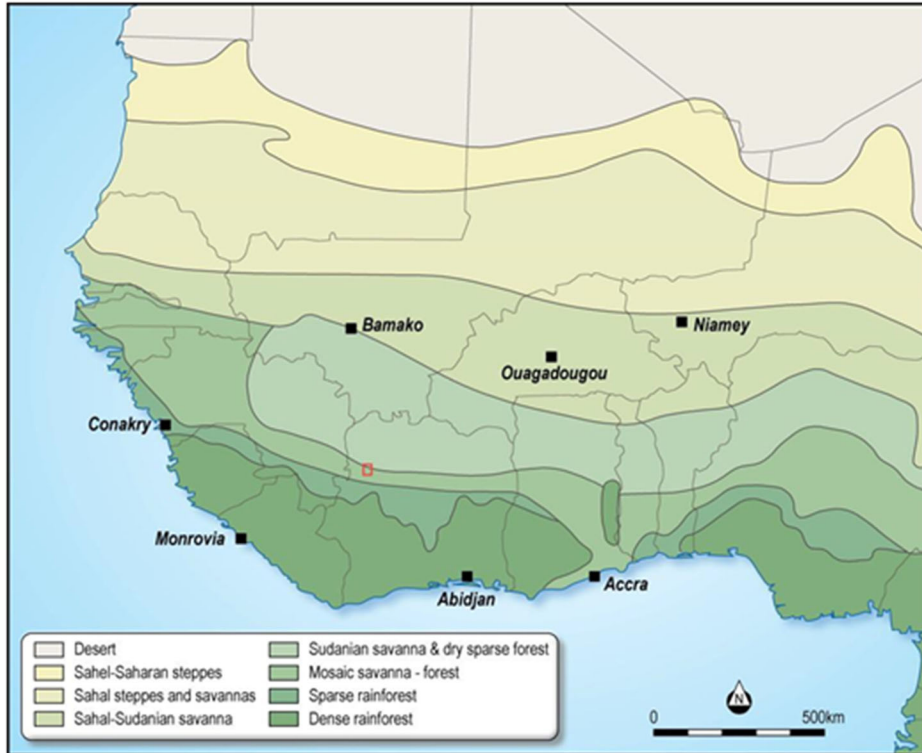 Bamako
Niamey
Ouagadougou
Conakry
Monrovia
Abidjan
Accra
Desert
Sahel-Saharan steppes
Sahal steppes and savannas
Sahal-Sudanian savanna
Sudanian savanna & dry sparse forest
Mosaic savanna - forest
Sparse rainforest
Dense rainforest
N
0 500km